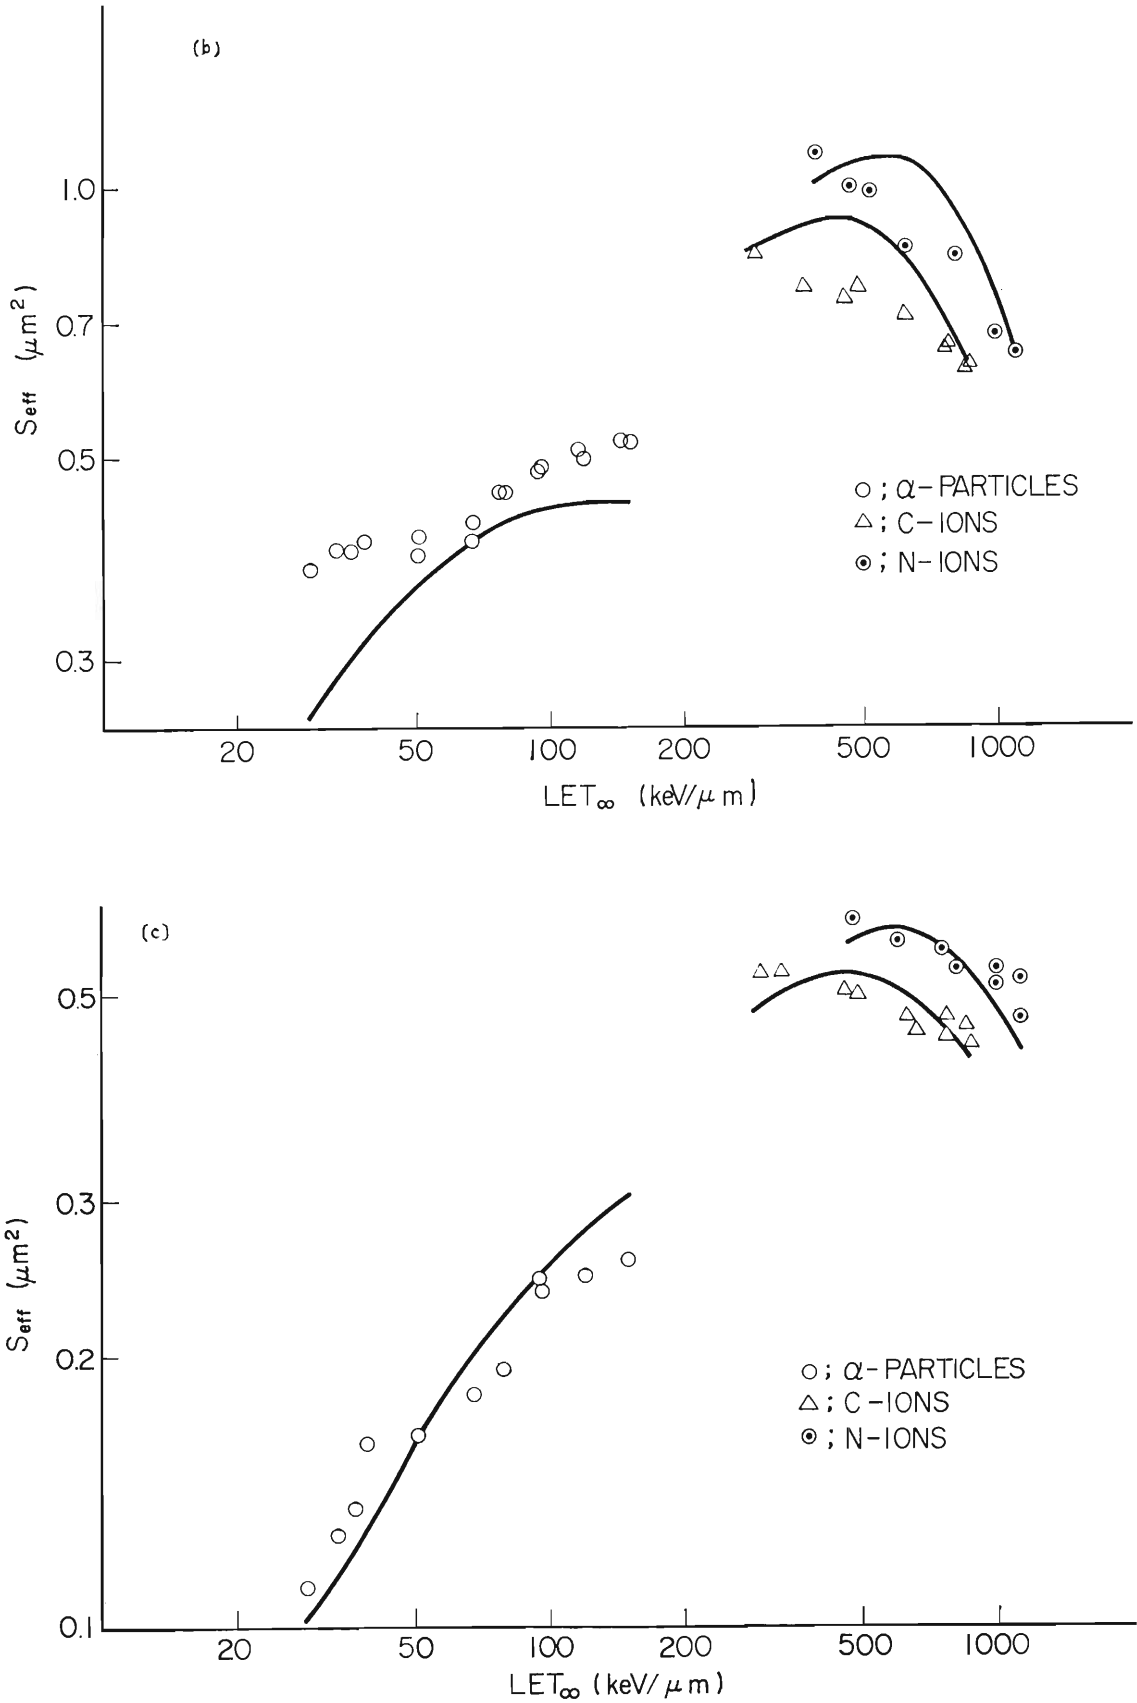 (b)
1.0
0.7
0.5
0.3
Seff (μm²)
○ ; α-PARTICLES
△ ; C-IONS
⊙ ; N-IONS
20 50 100 200 500 1000
LET∞ (keV/μm)
(c)
0.5
0.3
0.2
0.1
Seff (μm²)
○ ; α-PARTICLES
△ ; C-IONS
⊙ ; N-IONS
20 50 100 200 500 1000
LET∞ (keV/μm)